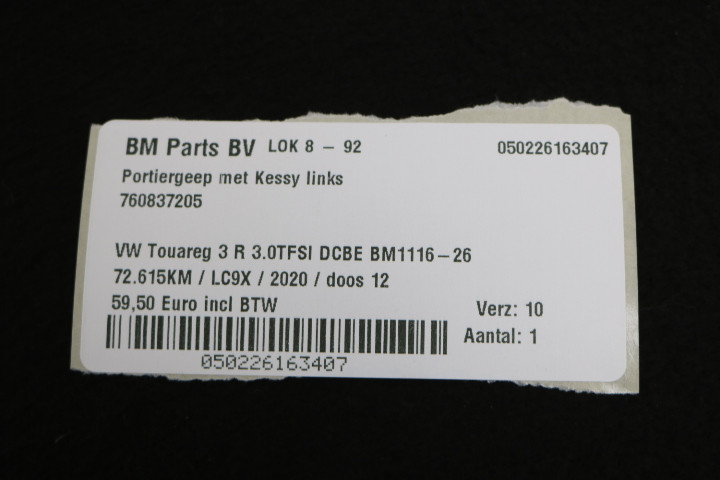 BM Parts BV LOK 8 - 92 050226163407
Portiergeep met Kessy links
760837205
VW Touareg 3 R 3.0TFSI DCBE BM1116-26
72.615KM / LC9X / 2020 / doos 12
59,50 Euro incl BTW Verz: 10
Aantal: 1
050226163407